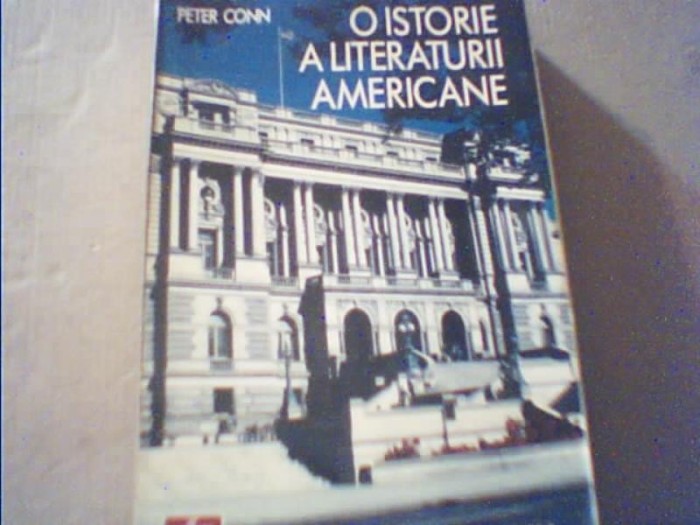 PETER CONN
O ISTORIE
A LITERATURII
AMERICANE